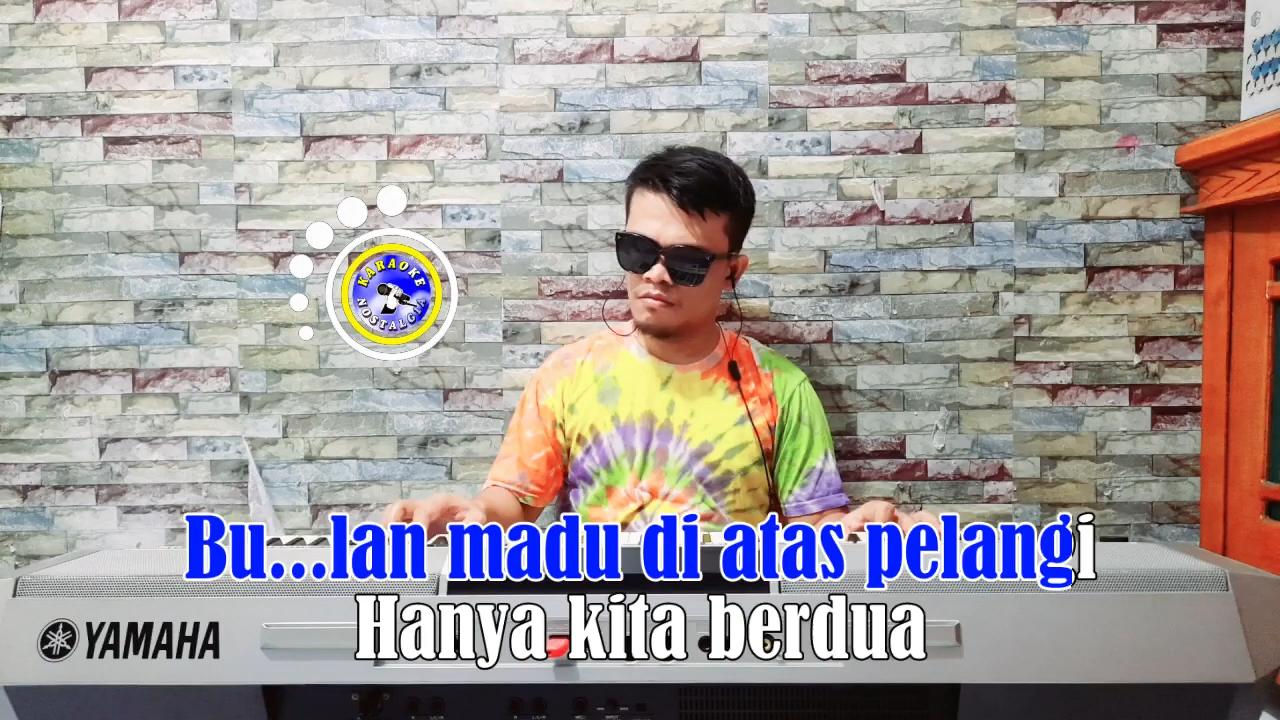 KARAOKE
NOSTALGIA
Bu...lan madu di atas pelangi
Hanya kita berdua
YAMAHA